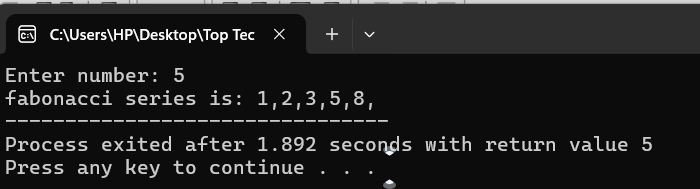 C:\Users\HP\Desktop\Top Tec
Enter number: 5
fabonacci series is: 1,2,3,5,8,
--------------------------------
Process exited after 1.892 seconds with return value 5
Press any key to continue . . .